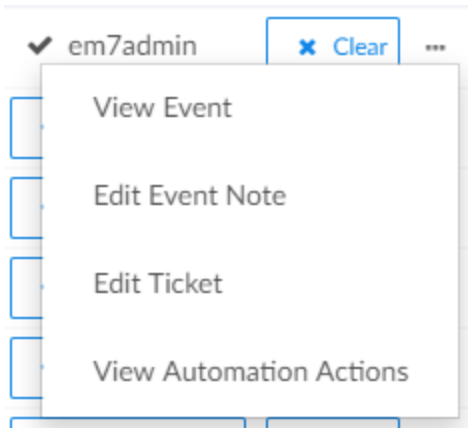 em7admin Clear
View Event
Edit Event Note
Edit Ticket
View Automation Actions